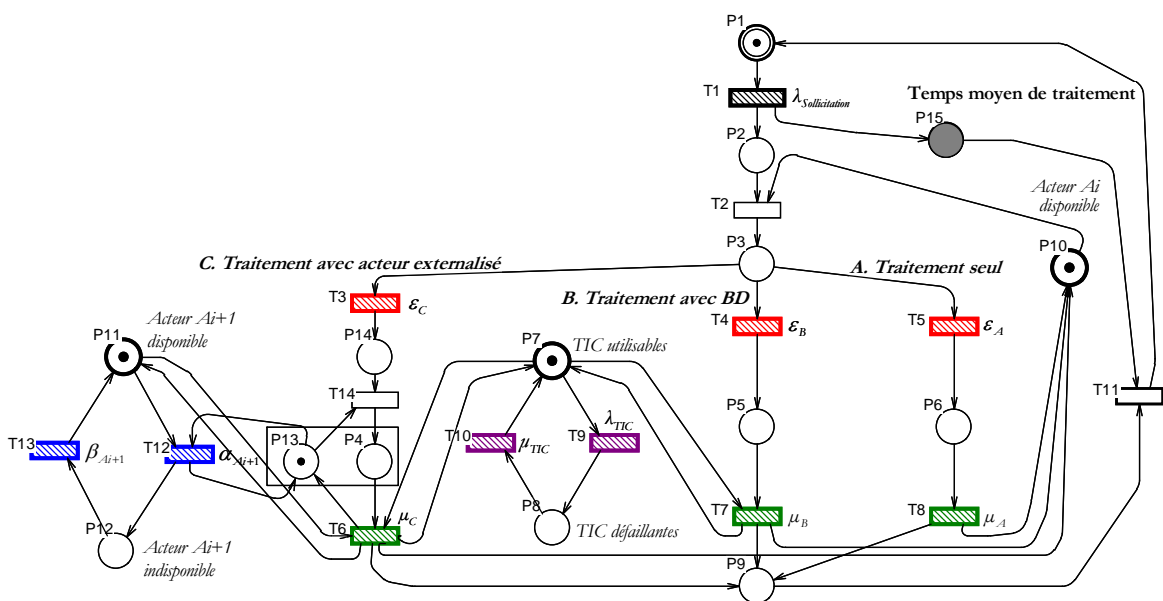 P1
T1
λSollicitation
Temps moyen de traitement
P15
P2
Acteur Ai
disponible
T2
P3
P10
C. Traitement avec acteur externalisé
A. Traitement seul
B. Traitement avec BD
T3
εC
T4
εB
T5
εA
Acteur Ai+1
disponible
P11
P14
P7
TIC utilisables
T11
T14
P5
P6
λTIC
T13
βAi+1
T12
αAi+1
P13
P4
T10
μTIC
T9
P8
P12
Acteur Ai+1
indisponible
T6
μC
TIC défaillantes
T7
μB
T8
μA
P9